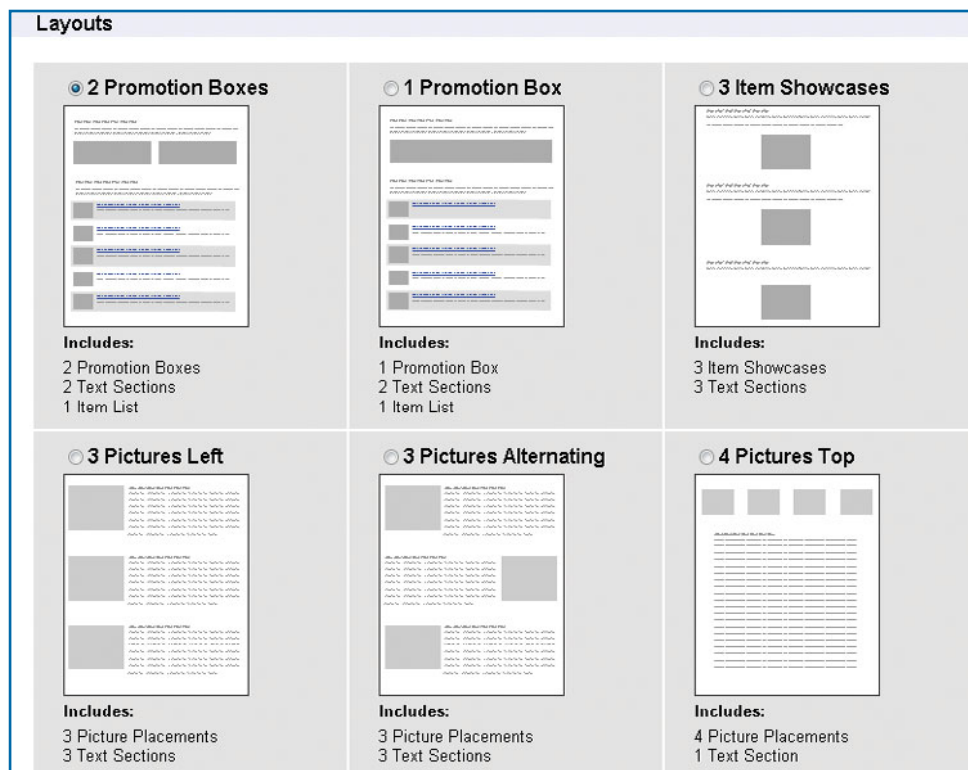 Layouts
2 Promotion Boxes
Includes:
2 Promotion Boxes
2 Text Sections
1 Item List
1 Promotion Box
Includes:
1 Promotion Box
2 Text Sections
1 Item List
3 Item Showcases
Includes:
3 Item Showcases
3 Text Sections
3 Pictures Left
Includes:
3 Picture Placements
3 Text Sections
3 Pictures Alternating
Includes:
3 Picture Placements
3 Text Sections
4 Pictures Top
Includes:
4 Picture Placements
1 Text Section